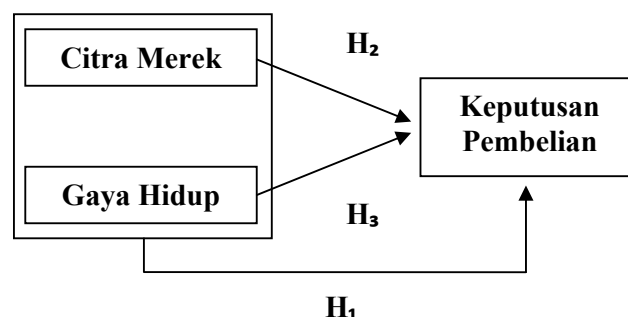 Citra Merek
H₂
Keputusan
Pembelian
Gaya Hidup
H₃
H₁